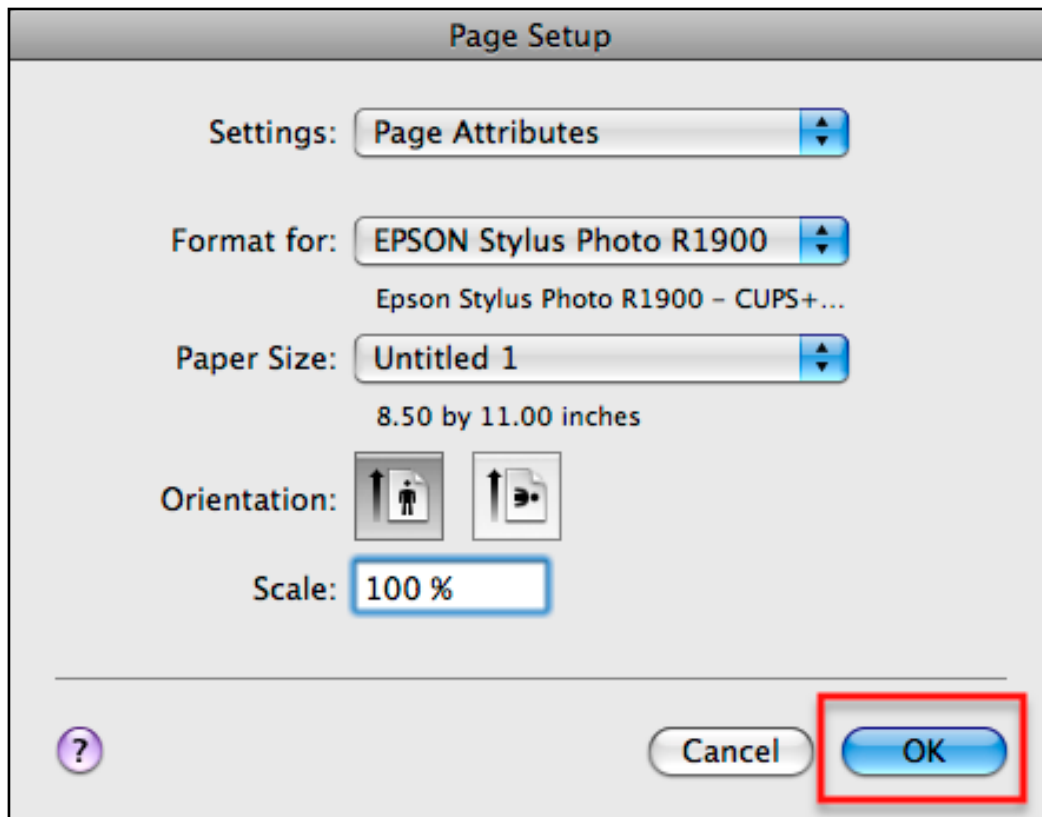 Page Setup
Settings: Page Attributes
Format for: EPSON Stylus Photo R1900
Epson Stylus Photo R1900 – CUPS+...
Paper Size: Untitled 1
8.50 by 11.00 inches
Orientation:
Scale: 100 %
? Cancel OK